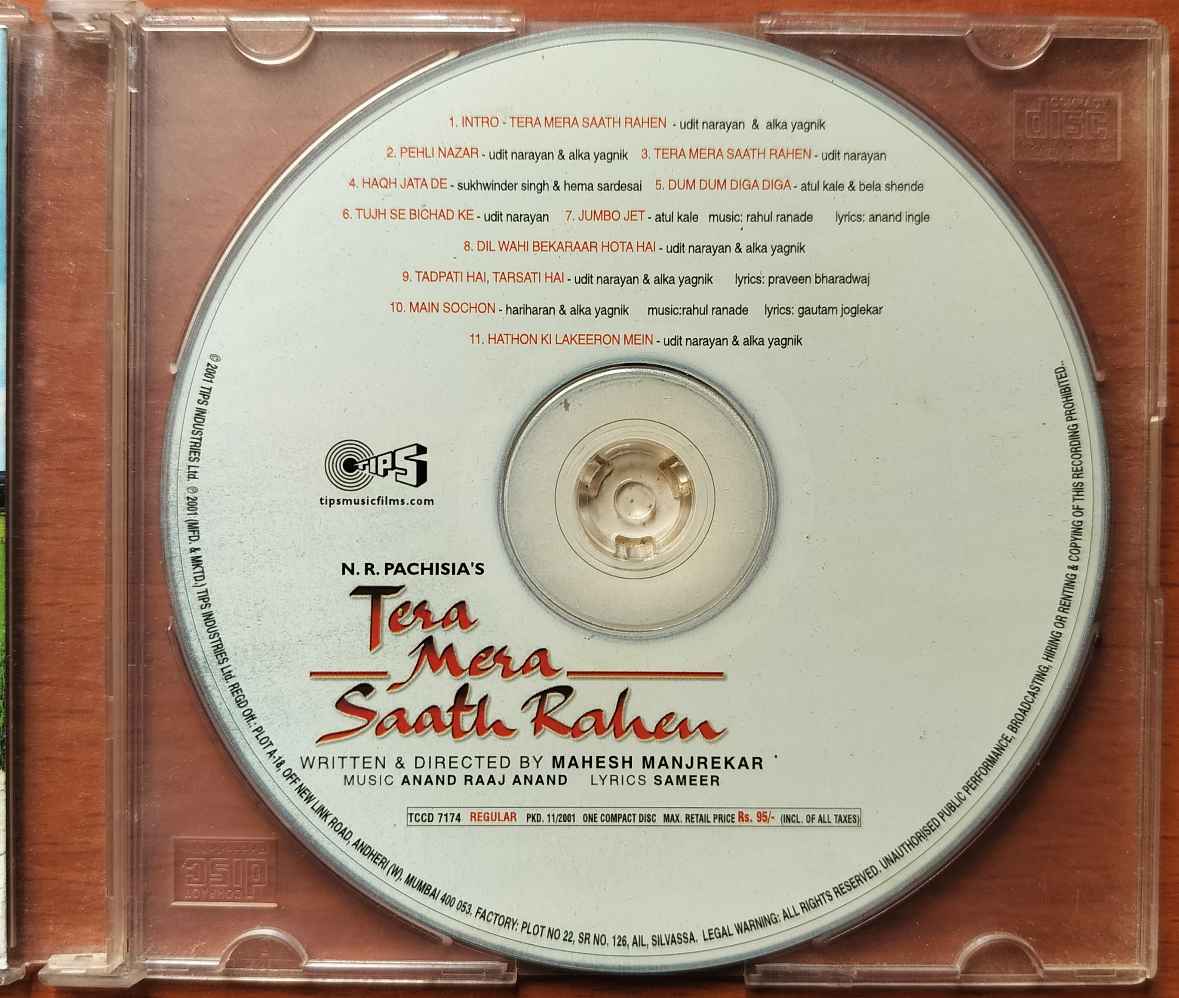 1. INTRO - TERA MERA SAATH RAHEN - udit narayan & alka yagnik
2. PEHLI NAZAR - udit narayan & alka yagnik 3. TERA MERA SAATH RAHEN - udit narayan
4. HAQH JATA DE - sukhwinder singh & hema sardesai 5. DUM DUM DIGA DIGA - atul kale & bela shende
6. TUJH SE BICHAD KE - udit narayan 7. JUMBO JET - atul kale music: rahul ranade lyrics: anand ingle
8. DIL WAHI BEKARAAR HOTA HAI - udit narayan & alka yagnik
9. TADPATI HAI, TARSATI HAI - udit narayan & alka yagnik lyrics: praveen bharadwaj
10. MAIN SOCHON - hariharan & alka yagnik music:rahul ranade lyrics: gautam joglekar
11. HATHON KI LAKEERON MEIN - udit narayan & alka yagnik
COMPACT
disc
TIPS
tipsmusicfilms.com
N. R. PACHISIA'S
Tera
Mera
Saath Rahen
WRITTEN & DIRECTED BY MAHESH MANJREKAR
MUSIC ANAND RAAJ ANAND LYRICS SAMEER
TCCD 7174 REGULAR PKD. 11/2001 ONE COMPACT DISC MAX. RETAIL PRICE Rs. 95/- (INCL. OF ALL TAXES)
℗ 2001 TIPS INDUSTRIES Ltd. © 2001 (MFD. & MKTD.) TIPS INDUSTRIES Ltd. REGD Off.: PLOT A-18, OFF NEW LINK ROAD, ANDHERI (W). MUMBAI 400 053. FACTORY: PLOT NO 22, SR NO. 126, AIL, SILVASSA. LEGAL WARNING: ALL RIGHTS RESERVED. UNAUTHORISED PUBLIC PERFORMANCE, BROADCASTING, HIRING OR RENTING & COPYING OF THIS RECORDING PROHIBITED..
COMPACT
disc